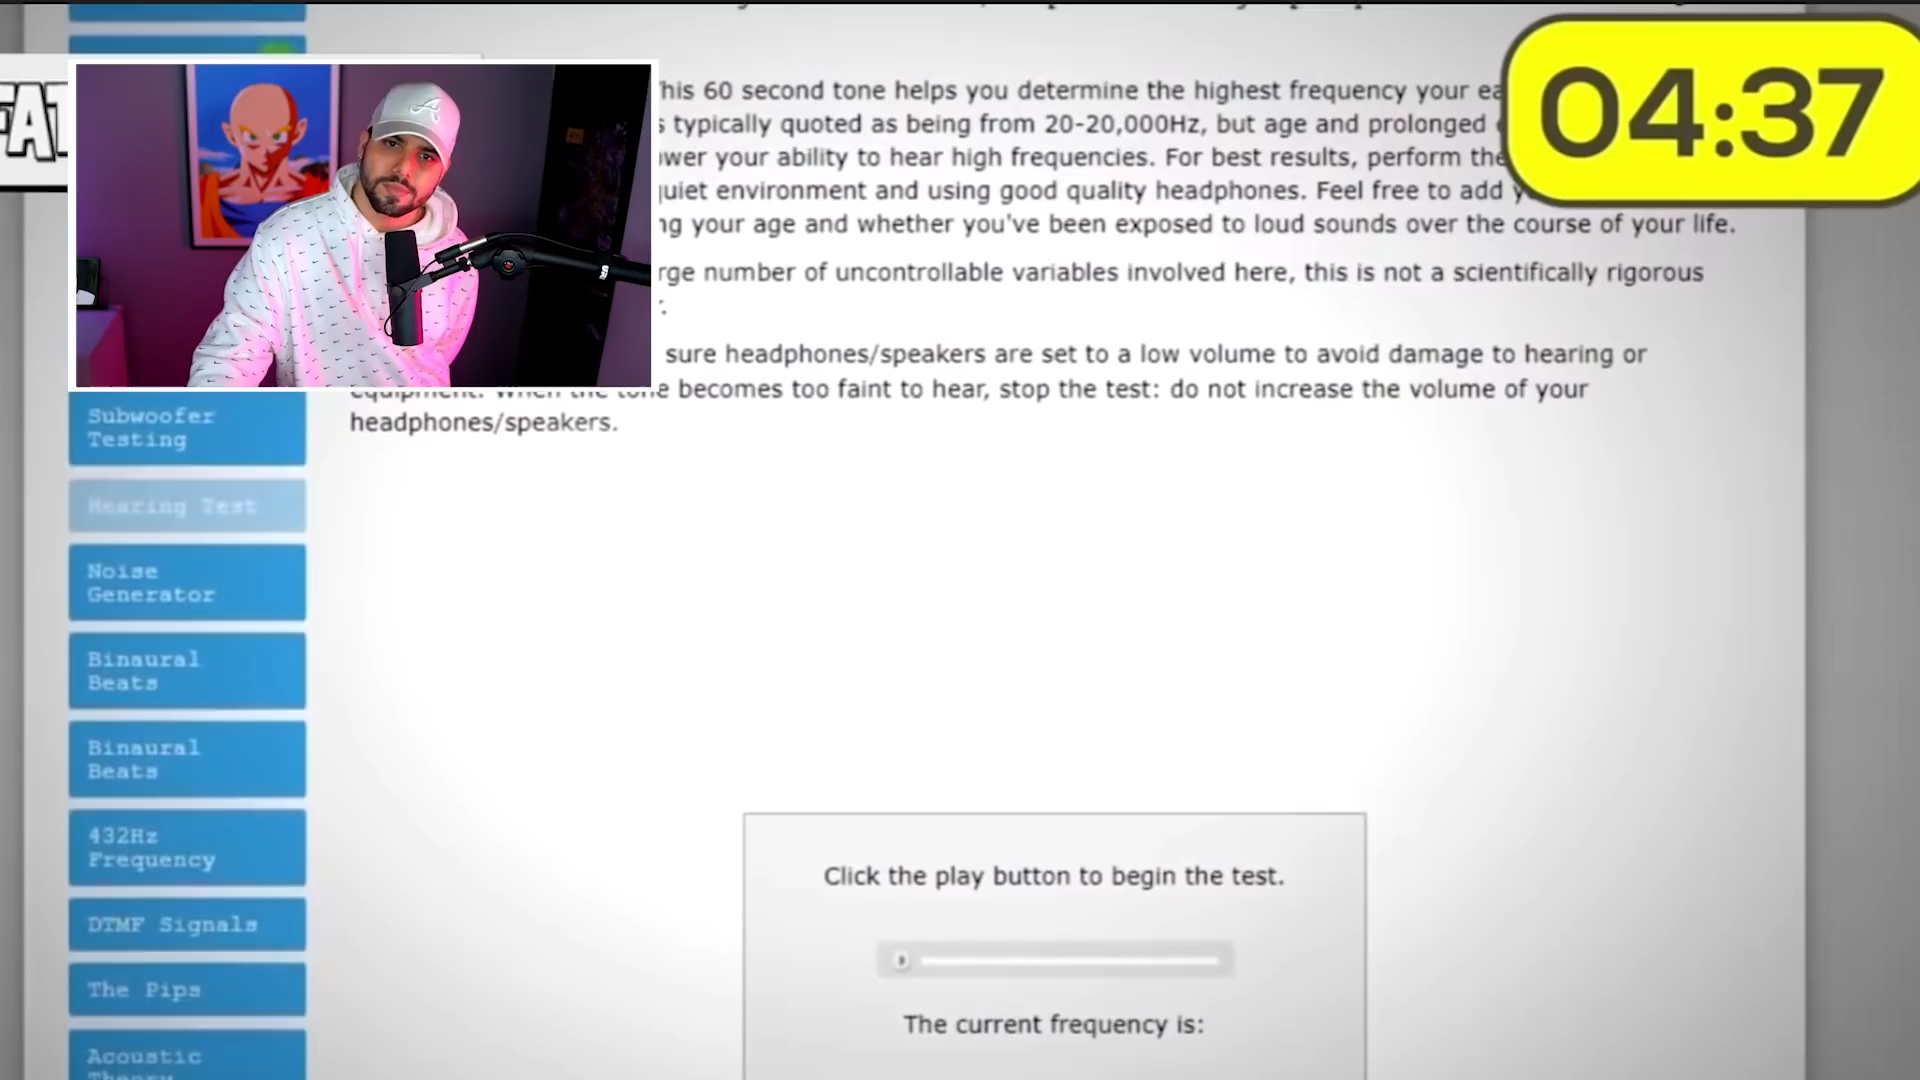 04:37
his 60 second tone helps you determine the highest frequency your ea
s typically quoted as being from 20-20,000Hz, but age and prolonged
wer your ability to hear high frequencies. For best results, perform the
quiet environment and using good quality headphones. Feel free to add y
ng your age and whether you've been exposed to loud sounds over the course of your life.
rge number of uncontrollable variables involved here, this is not a scientifically rigorous
sure headphones/speakers are set to a low volume to avoid damage to hearing or
equipment. When the tone becomes too faint to hear, stop the test: do not increase the volume of your
headphones/speakers.
Subwoofer
Testing
Hearing Test
Noise
Generator
Binaural
Beats
Binaural
Beats
432Hz
Frequency
DTMF Signals
The Pips
Acoustic
Theory
Click the play button to begin the test.
The current frequency is: